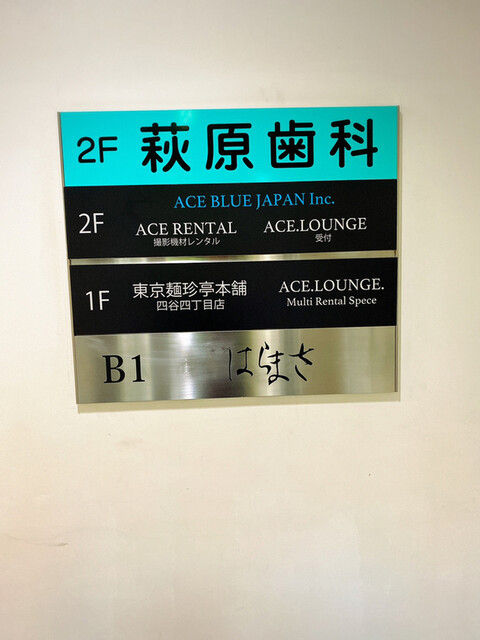 2F 萩原歯科
ACE BLUE JAPAN Inc.
2F ACE RENTAL ACE.LOUNGE
撮影機材レンタル 受付
1F 東京麺珍亭本舗 ACE.LOUNGE.
四谷四丁目店 Multi Rental Spece
B1 はらまさ